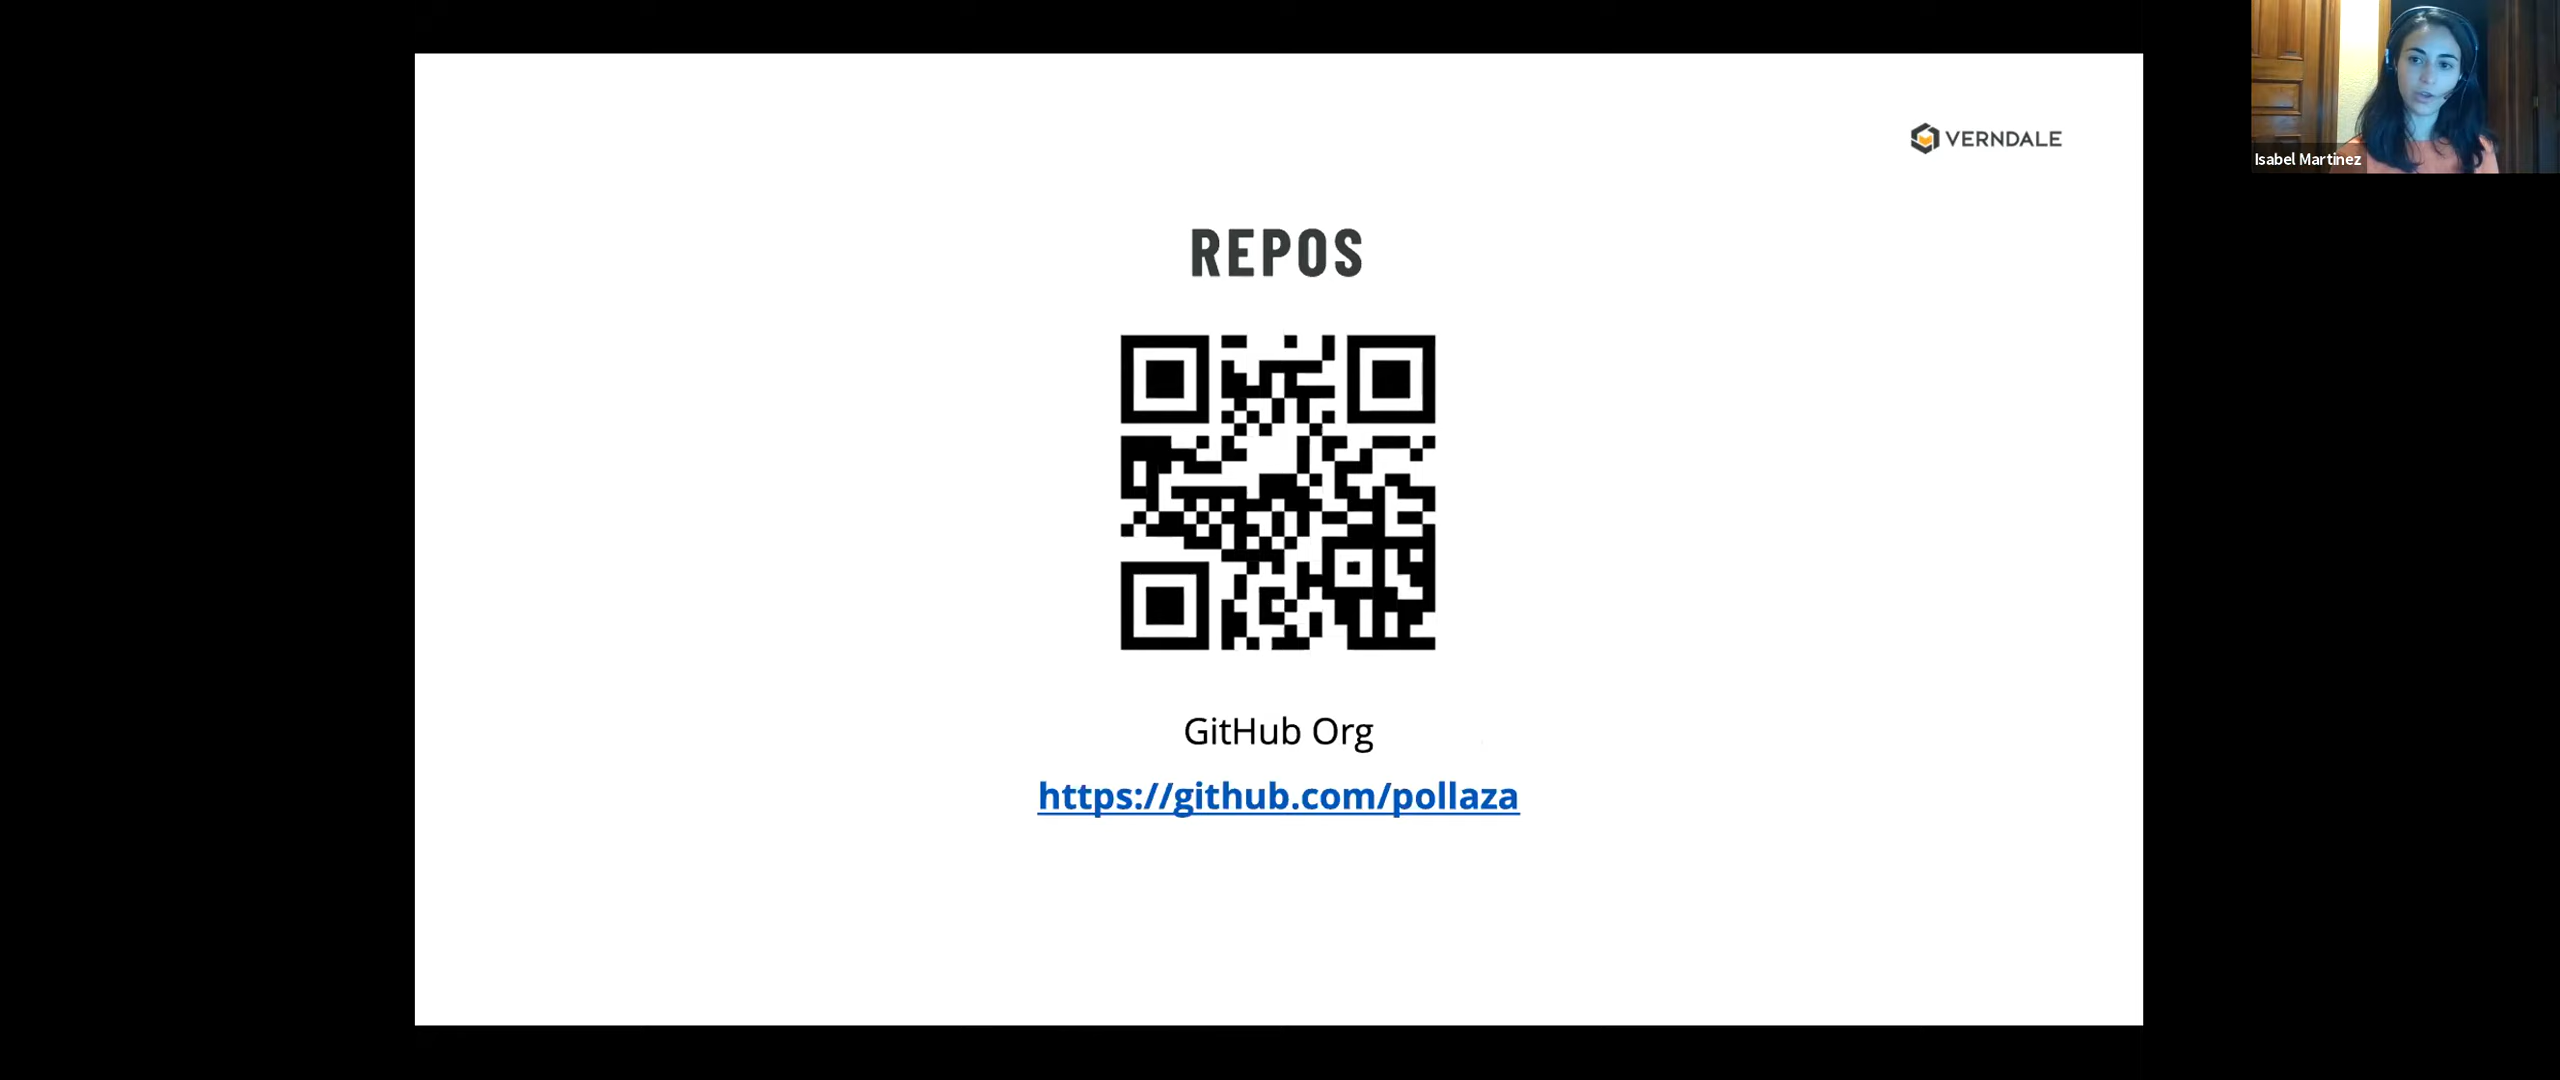 VERNDALE
Isabel Martinez
REPOS
GitHub Org
https://github.com/pollaza